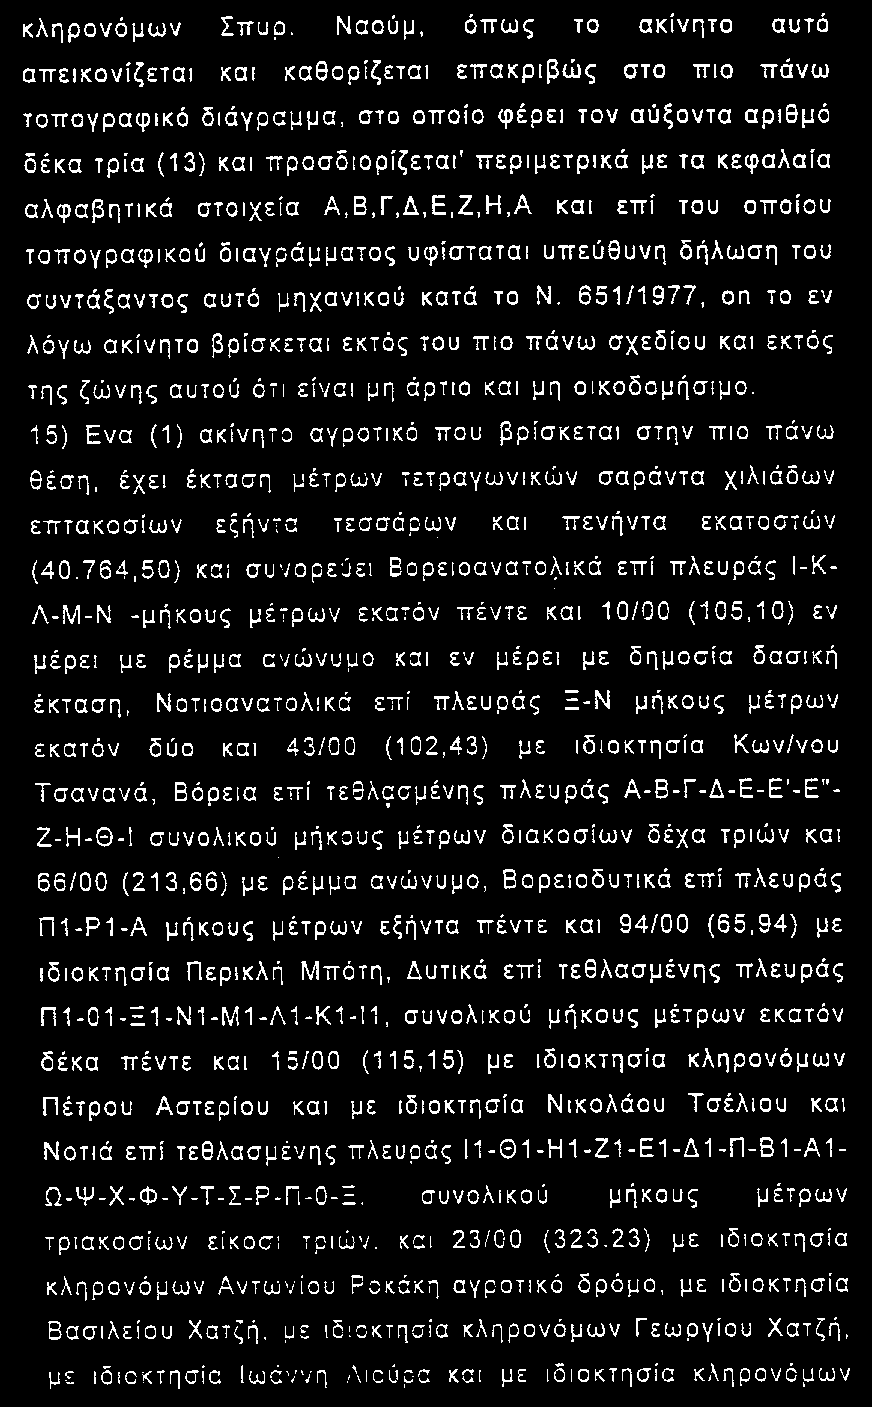 κληρονόμων Σπυρ. Ναούμ, όπως το ακίνητο αυτό
απεικονίζεται και καθορίζεται επακριβώς στο πιο πάνω
τοπογραφικό διάγραμμα, στο οποίο φέρει τον αύξοντα αριθμό
δέκα τρία (13) και προσδιορίζεται' περιμετρικά με τα κεφαλαία
αλφαβητικά στοιχεία Α,Β,Γ,Δ,Ε,Ζ,Η,Α και επί του οποίου
τοπογραφικού διαγράμματος υφίσταται υπεύθυνη δήλωση του
συντάξαντος αυτό μηχανικού κατά το Ν. 651/1977, οπ το εν
λόγω ακίνητο βρίσκεται εκτός του πιο πάνω σχεδίου και εκτός
της ζώνης αυτού ότι είναι μη άρτιο και μη οικοδομήσιμο.
15) Ενα (1) ακίνητο αγροτικό που βρίσκεται στην πιο πάνω
θέση, έχει έκταση μέτρων τετραγωνικών σαράντα χιλιάδων
επτακοσίων εξήντα τεσσάρων και πενήντα εκατοστών
(40.764,50) και συνορεύει Βορειοανατολικά επί πλευράς Ι-Κ-
Λ-Μ-Ν -μήκους μέτρων εκατόν πέντε και 10/00 (105,10) εν
μέρει με ρέμμα ανώνυμο και εν μέρει με δημοσία δασική
έκταση, Νοτιοανατολικά επί πλευράς Ξ-Ν μήκους μέτρων
εκατόν δύο και 43/00 (102,43) με ιδιοκτησία Κων/νου
Τσανανά, Βόρεια επί τεθλασμένης πλευράς Α-Β-Γ-Δ-Ε-Ε'-Ε"-
Ζ-Η-Θ-Ι συνολικού μήκους μέτρων διακοσίων δέχα τριών και
66/00 (213,66) με ρέμμα ανώνυμο, Βορειοδυτικά επί πλευράς
Π1-Ρ1-Α μήκους μέτρων εξήντα πέντε και 94/00 (65,94) με
ιδιοκτησία Περικλή Μπότη, Δυτικά επί τεθλασμένης πλευράς
Π1-01-Ξ1-Ν1-Μ1-Λ1-Κ1-Ι1, συνολικού μήκους μέτρων εκατόν
δέκα πέντε και 15/00 (115,15) με ιδιοκτησία κληρονόμων
Πέτρου Αστερίου και με ιδιοκτησία Νικολάου Τσέλιου και
Νοτιά επί τεθλασμένης πλευράς Ι1-Θ1-Η1-Ζ1-Ε1-Δ1-Π-Β1-Α1-
Ω-Ψ-Χ-Φ-Υ-Τ-Σ-Ρ-Π-0-Ξ, συνολικού μήκους μέτρων
τριακοσίων είκοσι τριών, και 23/00 (323.23) με ιδιοκτησία
κληρονόμων Αντωνίου Ροκάκη αγροτικό δρόμο, με ιδιοκτησία
Βασιλείου Χατζή, με ιδιοκτησία κληρονόμων Γεωργίου Χατζή,
με ιδιοκτησία Ιωάννη Λιούρα και με ιδιοκτησία κληρονόμων